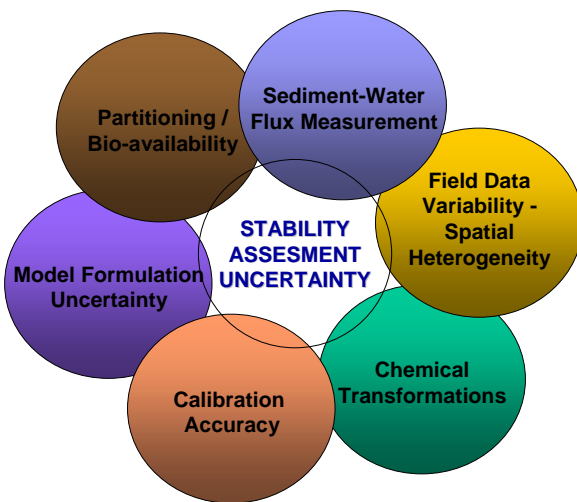 Sediment-Water
Flux Measurement
Partitioning /
Bio-availability
Field Data
Variability -
Spatial
Heterogeneity
STABILITY
ASSESMENT
UNCERTAINTY
Model Formulation
Uncertainty
Chemical
Transformations
Calibration
Accuracy